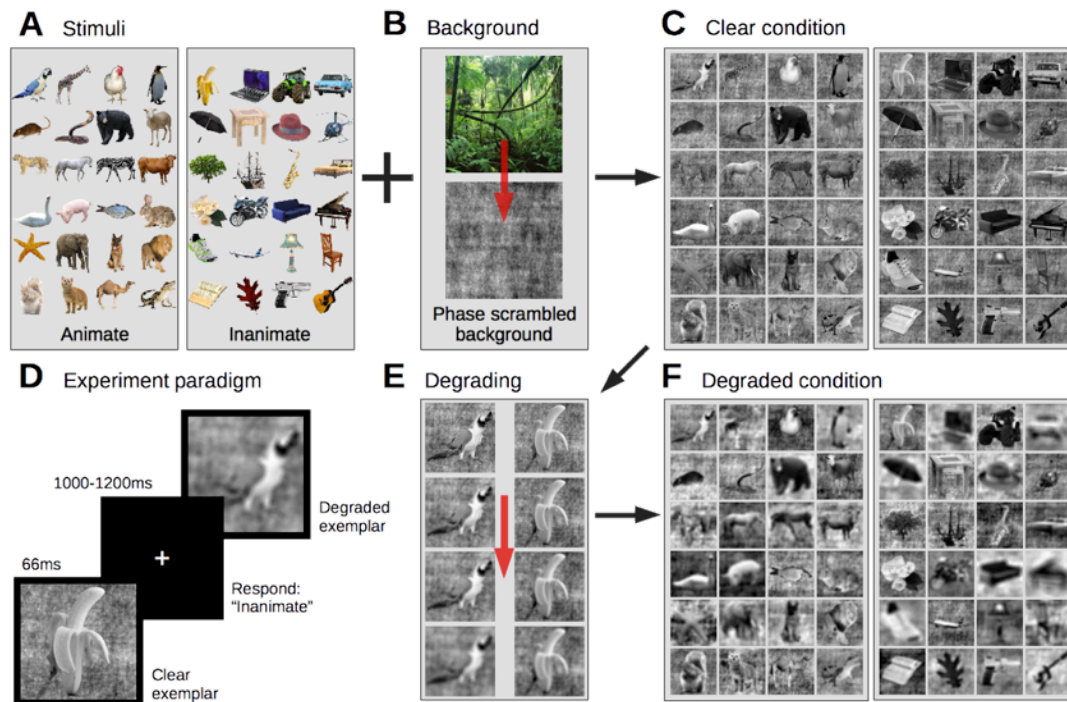 A Stimuli
B Background
C Clear condition
Animate
Inanimate
Phase scrambled
background
D Experiment paradigm
E Degrading
F Degraded condition
1000-1200ms
Degraded
exemplar
66ms
Respond:
"Inanimate"
Clear
exemplar